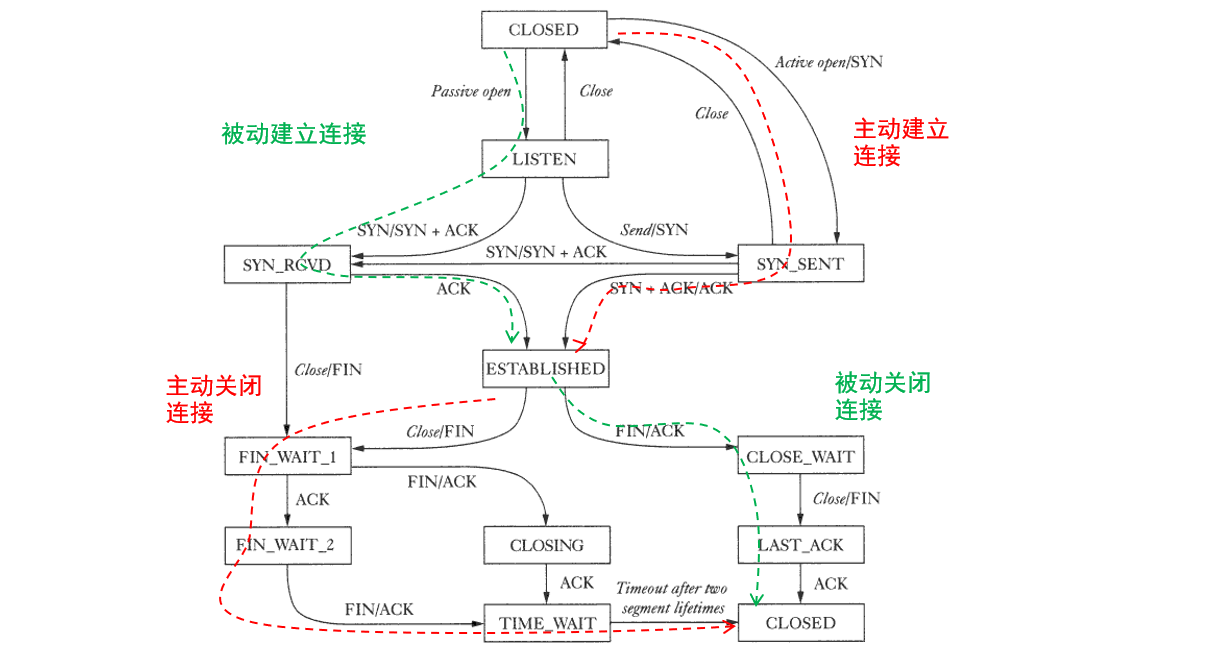 CLOSED
Active open/SYN
Passive open
Close
Close
被动建立连接
主动建立
连接
LISTEN
SYN/SYN + ACK
Send/SYN
SYN/SYN + ACK
SYN_RCVD
SYN_SENT
ACK
SYN + ACK/ACK
ESTABLISHED
Close/FIN
主动关闭
连接
被动关闭
连接
Close/FIN
FIN/ACK
FIN_WAIT_1
CLOSE_WAIT
FIN/ACK
ACK
Close/FIN
FIN_WAIT_2
CLOSING
LAST_ACK
ACK
Timeout after two
segment lifetimes
ACK
FIN/ACK
TIME_WAIT
CLOSED